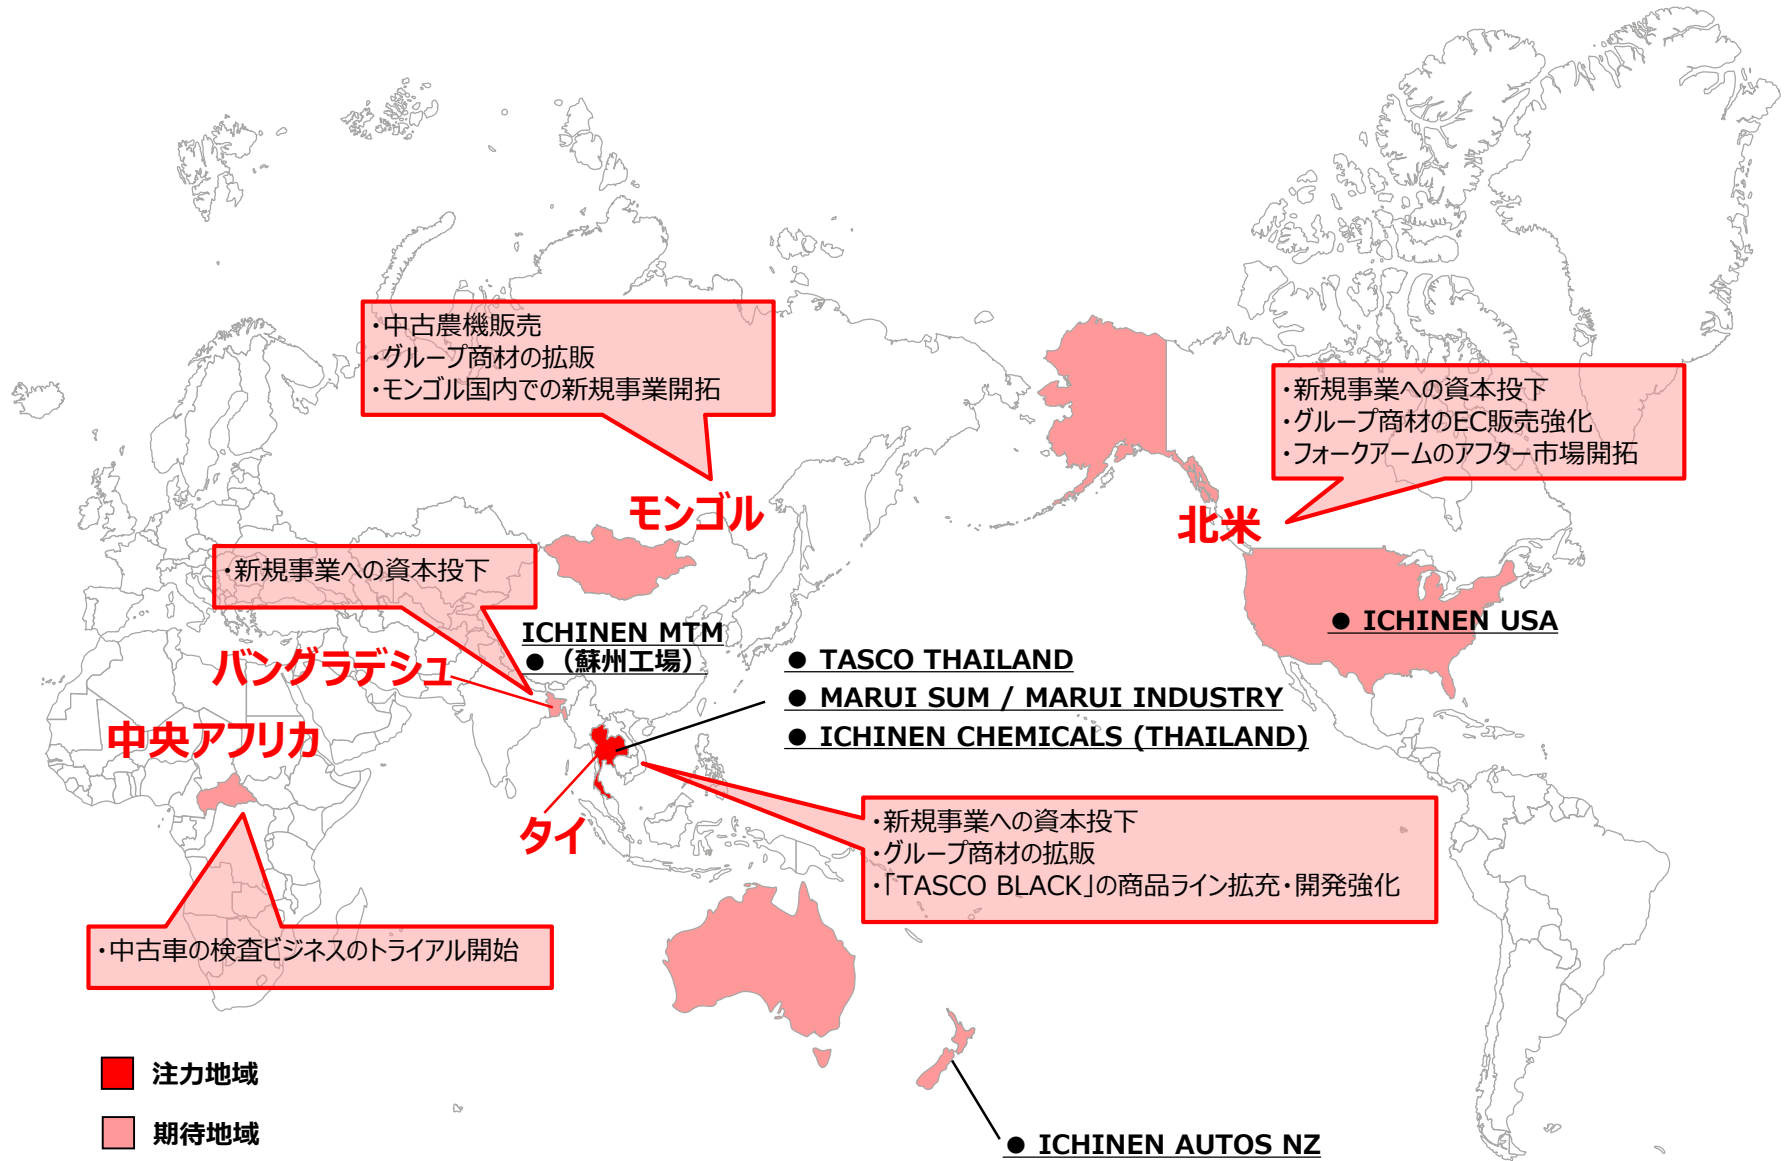 ・中古農機販売
・グループ商材の拡販
・モンゴル国内での新規事業開拓
・新規事業への資本投下
・グループ商材のEC販売強化
・フォークアームのアフター市場開拓
モンゴル
北米
・新規事業への資本投下
ICHINEN MTM
● （蘇州工場）
● ICHINEN USA
バングラデシュ
● TASCO THAILAND
● MARUI SUM / MARUI INDUSTRY
● ICHINEN CHEMICALS (THAILAND)
中央アフリカ
タイ
・新規事業への資本投下
・グループ商材の拡販
・「TASCO BLACK」の商品ライン拡充・開発強化
・中古車の検査ビジネスのトライアル開始
注力地域
期待地域
● ICHINEN AUTOS NZ